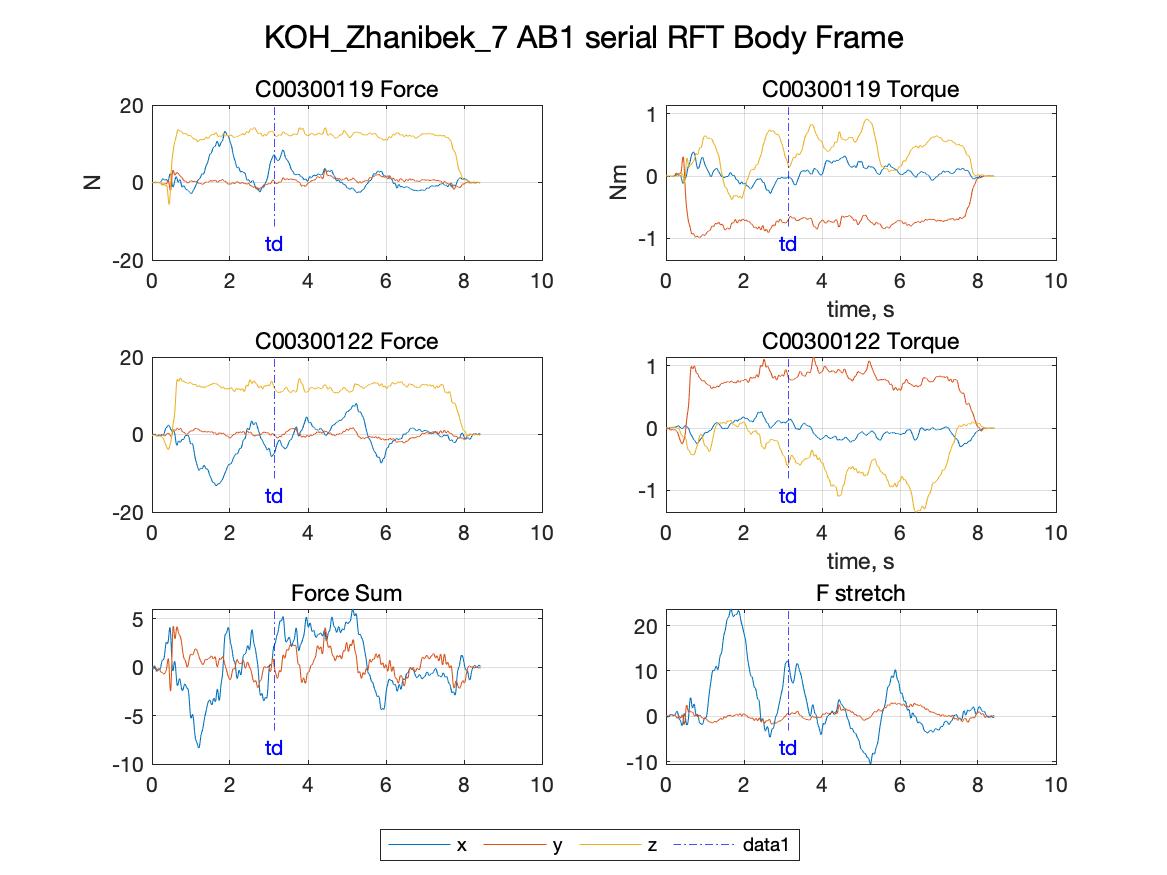 KOH_Zhanibek_7 AB1 serial RFT Body Frame
C00300119 Force
20
0
-20
N
td
0 2 4 6 8 10
C00300119 Torque
1
0
-1
Nm
td
0 2 4 6 8 10
time, s
C00300122 Force
20
0
-20
td
0 2 4 6 8 10
C00300122 Torque
1
0
-1
td
0 2 4 6 8 10
time, s
Force Sum
5
0
-5
-10
td
0 2 4 6 8 10
F stretch
20
10
0
-10
td
0 2 4 6 8 10
x y z data1